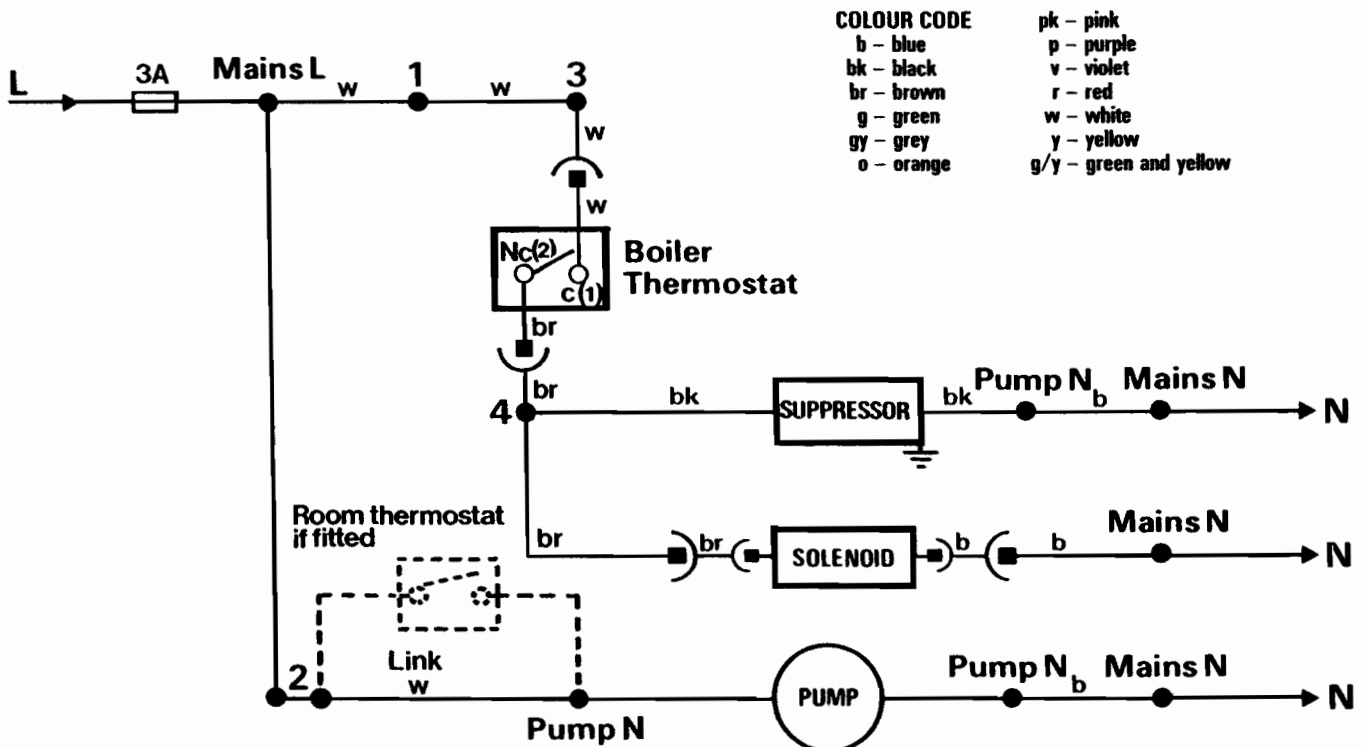 COLOUR CODE
b – blue
bk – black
br – brown
g – green
gy – grey
o – orange
pk – pink
p – purple
v – violet
r – red
w – white
y – yellow
g/y – green and yellow
L
3A
Mains L
w
1
w
3
w
w
Nc(2)
c(1)
Boiler
Thermostat
br
br
4
bk
SUPPRESSOR
bk
Pump N
b
Mains N
N
br
br
SOLENOID
b
b
Mains N
N
Room thermostat
if fitted
2
Link
w
Pump N
PUMP
Pump N
b
Mains N
N